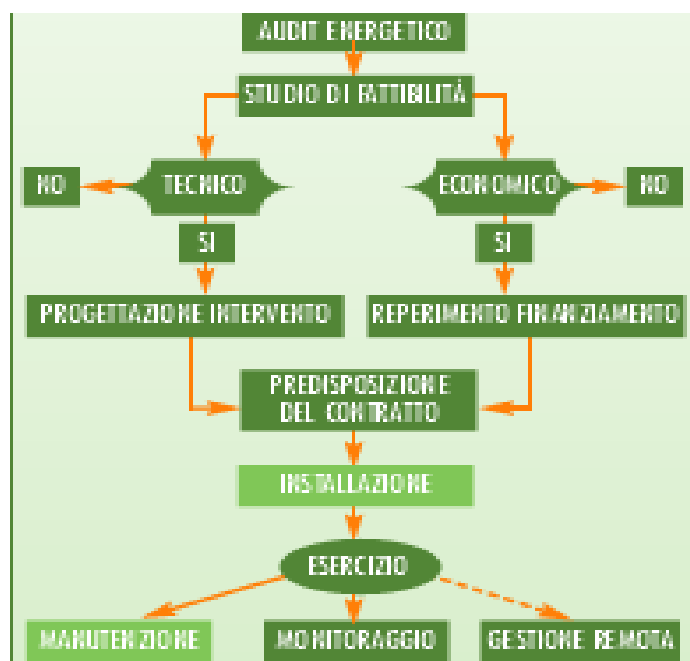 AUDIT ENERGETICO
STUDIO DI FATTIBILITÀ
NO
TECNICO
ECONOMICO
NO
SI
SI
PROGETTAZIONE INTERVENTO
REPERIMENTO FINANZIAMENTO
PREDISPOSIZIONE
DEL CONTRATTO
INSTALLAZIONE
ESERCIZIO
MANUTENZIONE
MONITORAGGIO
GESTIONE REMOTA